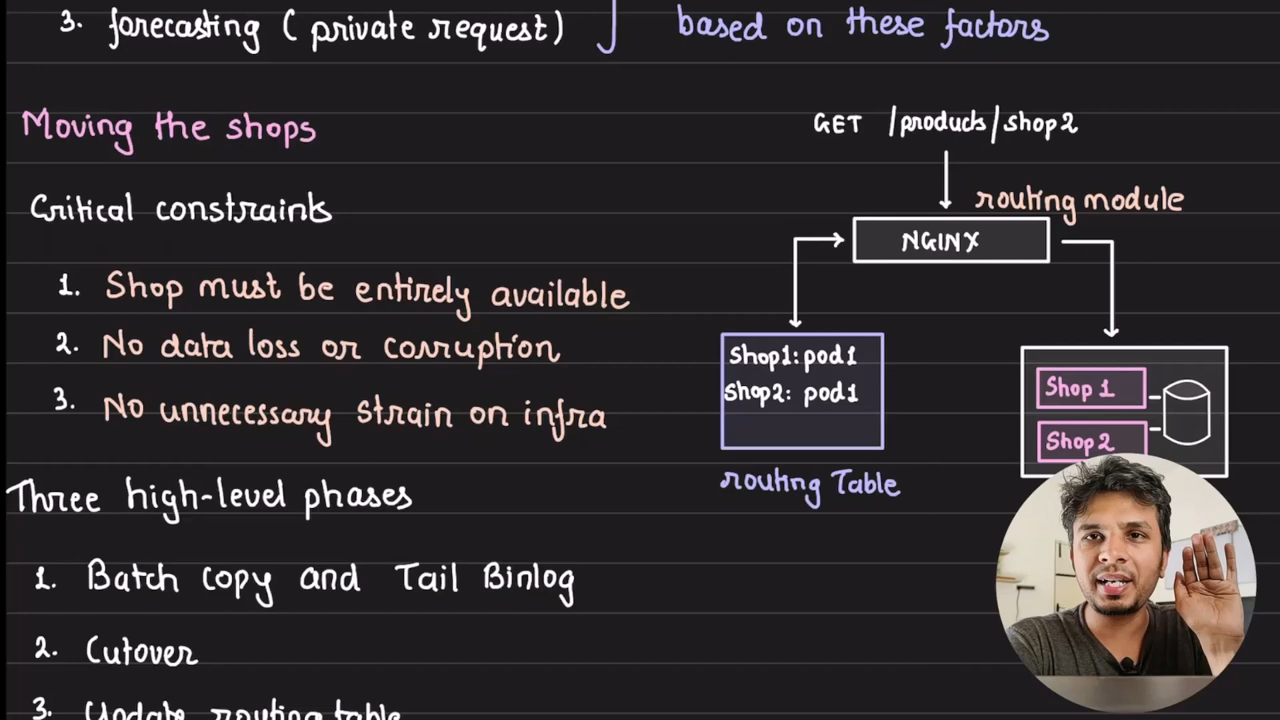 3. forecasting ( private request)
based on these factors
Moving the shops
Critical constraints
1. Shop must be entirely available
2. No data loss or corruption
3. No unnecessary strain on infra
Three high-level phases
1. Batch copy and Tail Binlog
2. Cutover
3. Update routing table
GET /products/shop2
routing module
NGINX
Shop1: pod1
Shop2: pod1
routing Table
Shop 1
Shop 2